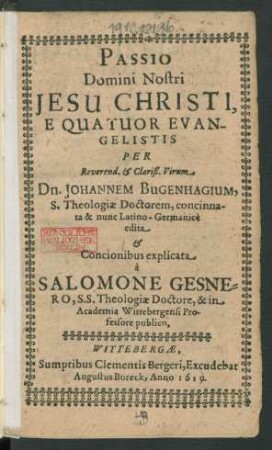 PASSIO
Domini Nostri
JESU CHRISTI,
E QUATUOR EVAN-
GELISTIS
PER
Reverend. & Clariss. Virum
Dn. JOHANNEM BUGENHAGIUM,
S. Theologiæ Doctorem, concinna-
ta & nunc Latino-Germanicè
edita
&
Concionibus explicata
à
SALOMONE GESNE-
RO, S.S. Theologiæ Doctore, & in
Academia Wittebergensi Pro-
fessore publico,
WITTEBERGÆ,
Sumptibus Clementis Bergeri, Excudebat
Augustus Boreck, Anno 1619.